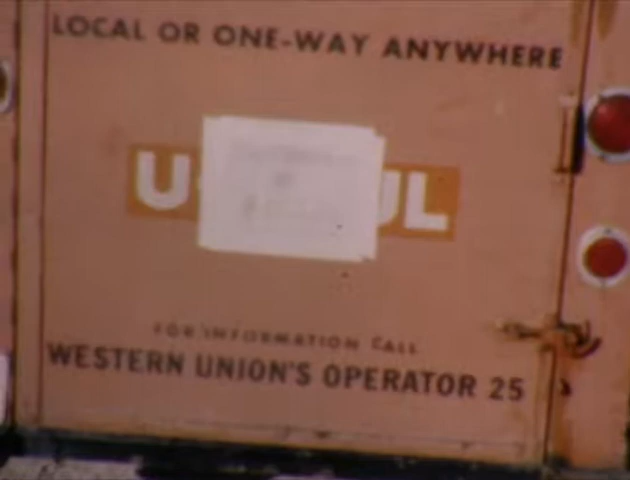 LOCAL OR ONE-WAY ANYWHERE
U UL
FOR INFORMATION CALL
WESTERN UNION'S OPERATOR 25